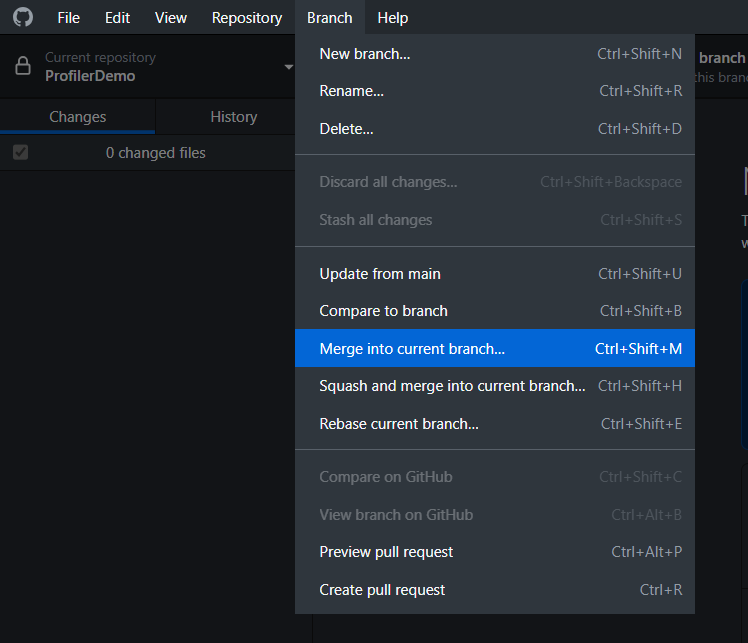 File Edit View Repository Branch Help
Current repository
ProfilerDemo
Changes History
0 changed files
New branch... Ctrl+Shift+N
Rename... Ctrl+Shift+R
Delete... Ctrl+Shift+D
Discard all changes... Ctrl+Shift+Backspace
Stash all changes Ctrl+Shift+S
Update from main Ctrl+Shift+U
Compare to branch Ctrl+Shift+B
Merge into current branch... Ctrl+Shift+M
Squash and merge into current branch... Ctrl+Shift+H
Rebase current branch... Ctrl+Shift+E
Compare on GitHub Ctrl+Shift+C
View branch on GitHub Ctrl+Alt+B
Preview pull request Ctrl+Alt+P
Create pull request Ctrl+R
branch
this